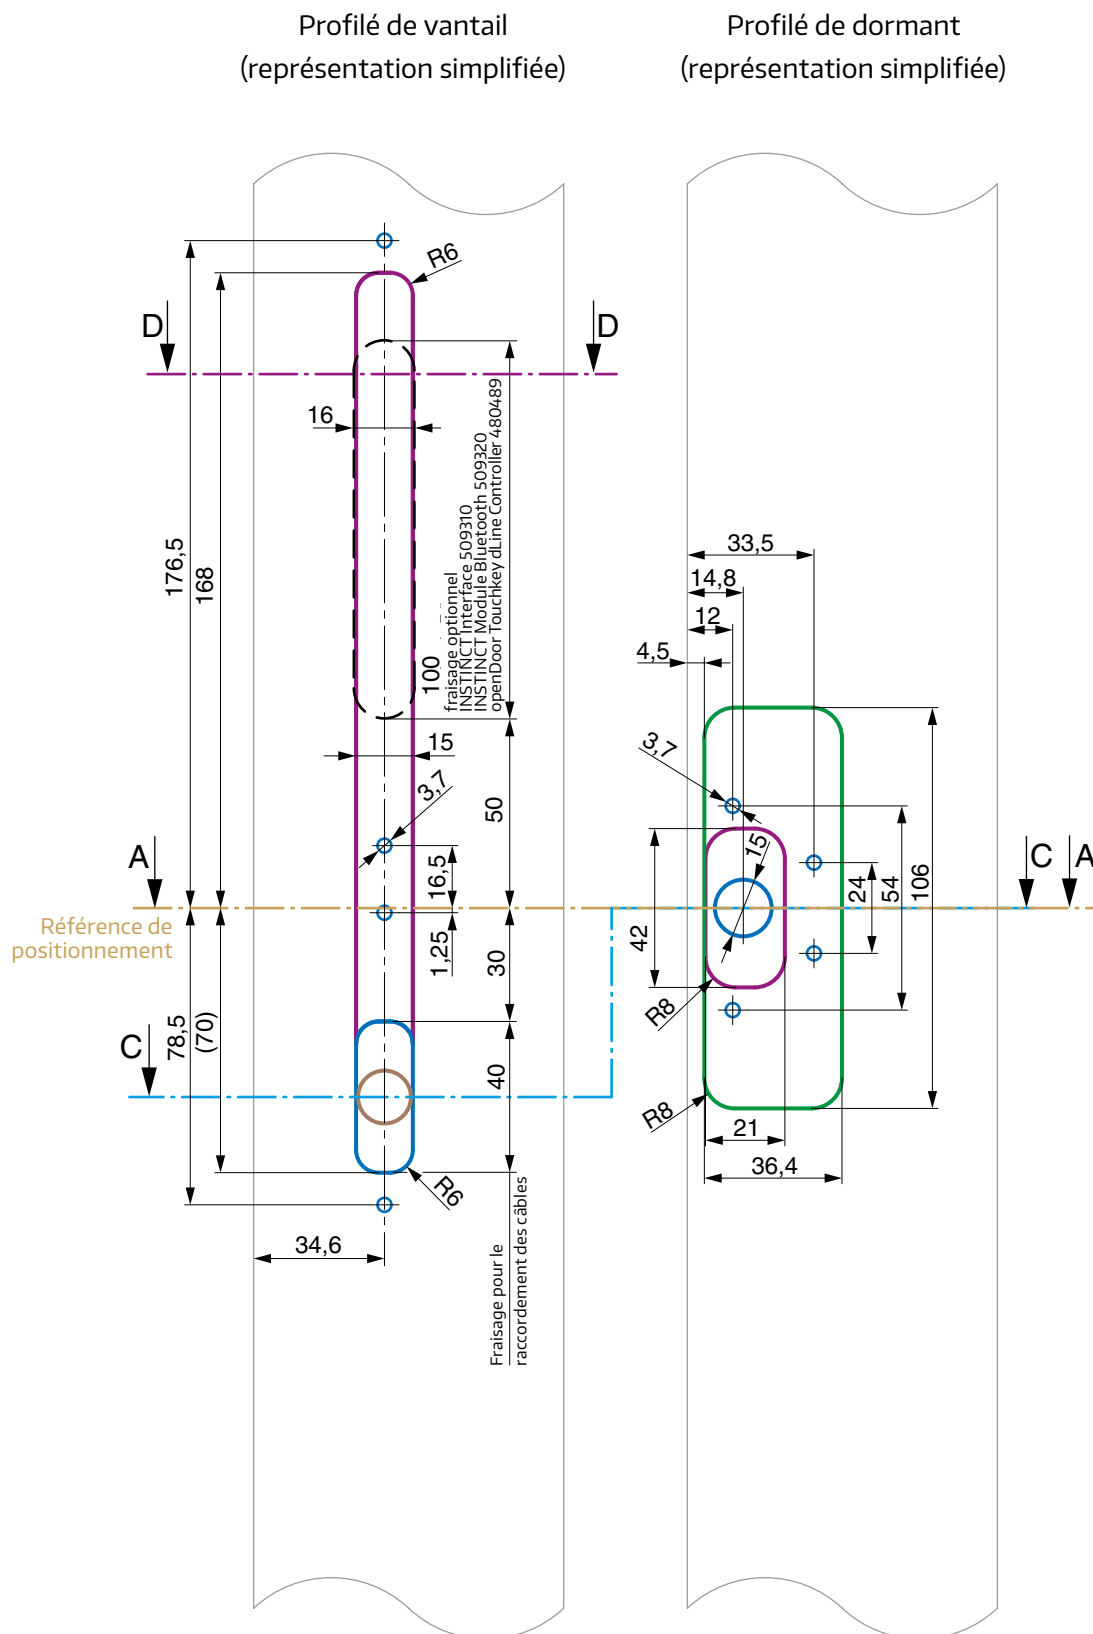 Profilé de vantail
(représentation simplifiée)
Profilé de dormant
(représentation simplifiée)
R6
D
D
16
176,5
168
100
fraisage optionnel
INSTINCT Interface 509310
INSTINCT Module Bluetooth 509320
openDoor Touchkey dLine Controller 480489
15
3,7
50
A
16,5
Référence de
positionnement
1,25
30
78,5
(70)
C
40
R6
34,6
Fraisage pour le
raccordement des câbles
33,5
14,8
12
4,5
3,7
15
C
A
24
54
106
42
R8
R8
21
36,4